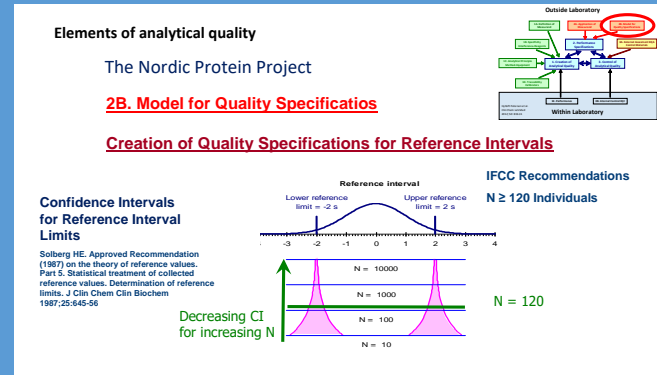 Elements of analytical quality
The Nordic Protein Project
2B. Model for Quality Specificatios
Creation of Quality Specifications for Reference Intervals
Outside Laboratory
Within Laboratory
IFCC Recommendations
N ≥ 120 Individuals
Confidence Intervals
for Reference Interval
Limits
Solberg HE. Approved Recommendation
(1987) on the theory of reference values.
Part 5. Statistical treatment of collected
reference values. Determination of reference
limits. J Clin Chem Clin Biochem
1987;25:645-56
Reference interval
Lower reference
limit = -2 s
Upper reference
limit = 2 s
-3 -2 -1 0 1 2 3 4
N = 10000
N = 1000
N = 100
N = 10
Decreasing CI
for increasing N
N = 120